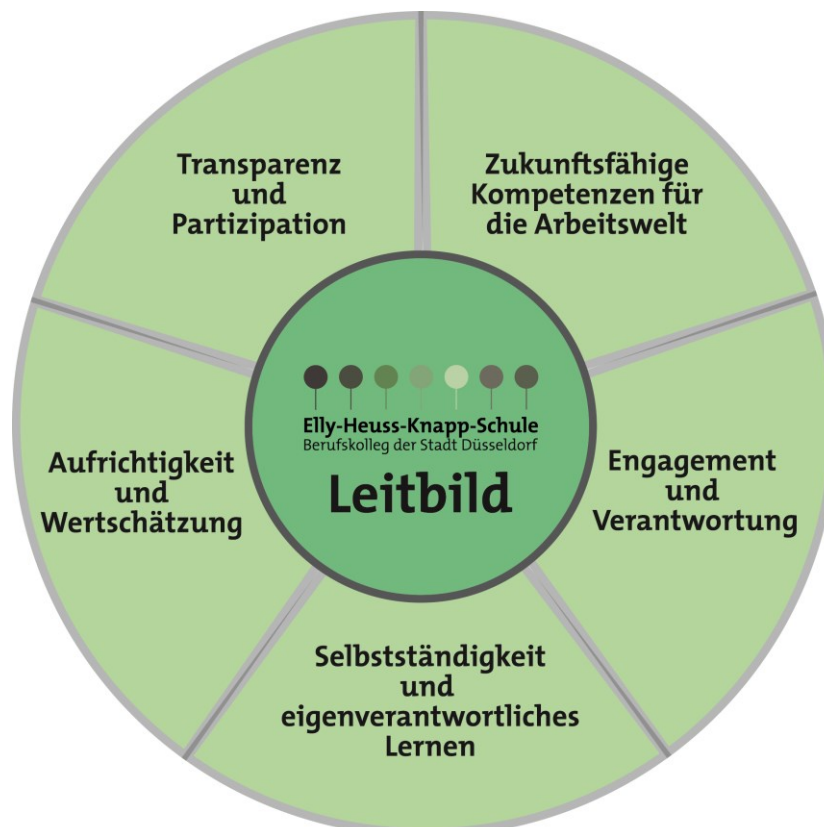 Transparenz
und
Partizipation
Zukunftsfähige
Kompetenzen für
die Arbeitswelt
Elly-Heuss-Knapp-Schule
Berufskolleg der Stadt Düsseldorf
Leitbild
Aufrichtigkeit
und
Wertschätzung
Engagement
und
Verantwortung
Selbstständigkeit
und
eigenverantwortliches
Lernen